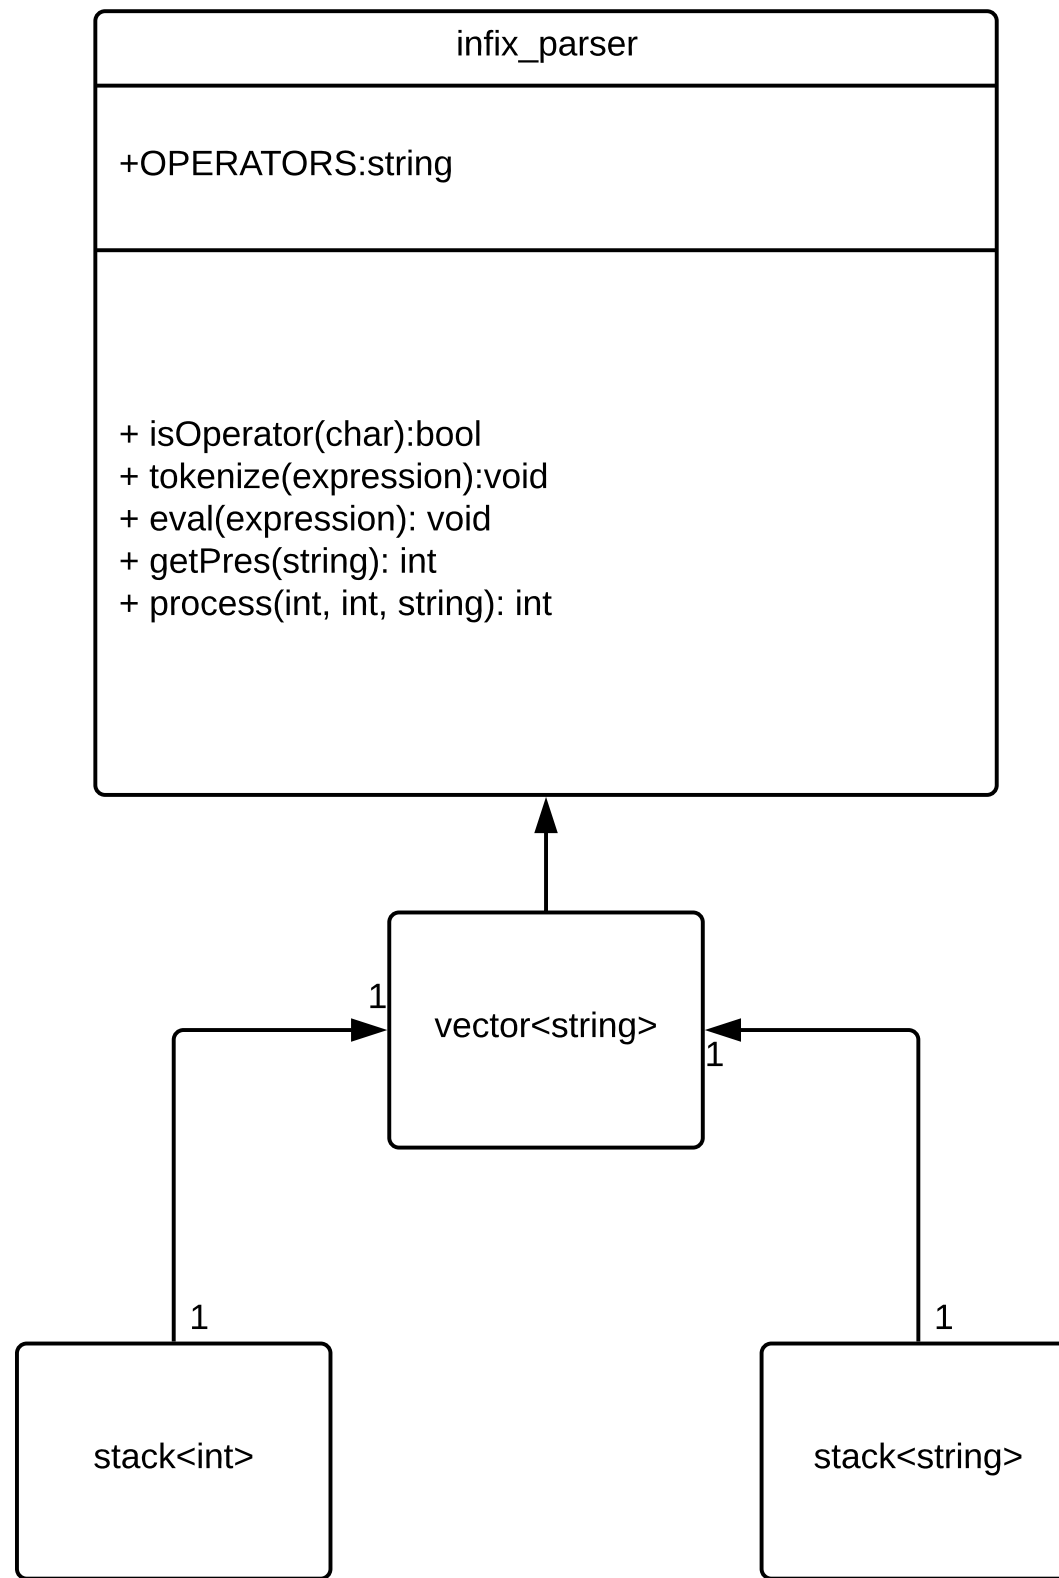 infix_parser
+OPERATORS:string
+ isOperator(char):bool
+ tokenize(expression):void
+ eval(expression): void
+ getPres(string): int
+ process(int, int, string): int
1
vector<string>
1
1
1
stack<int>
stack<string>